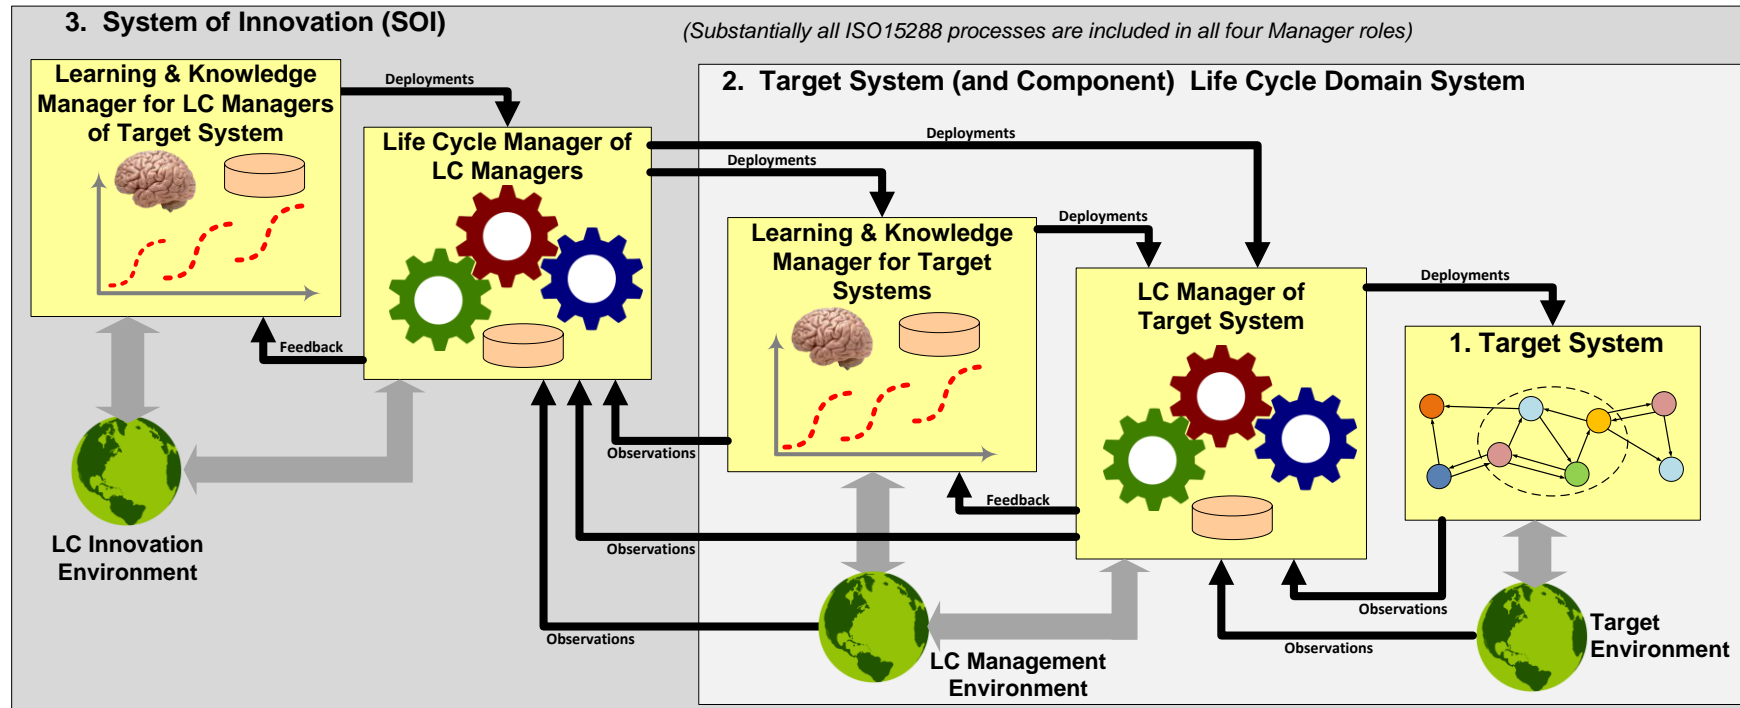 3. System of Innovation (SOI)
(Substantially all ISO15288 processes are included in all four Manager roles)
Learning & Knowledge
Manager for LC Managers
of Target System
Deployments
2. Target System (and Component) Life Cycle Domain System
Life Cycle Manager of
LC Managers
Deployments
Deployments
Learning & Knowledge
Manager for Target
Systems
Deployments
LC Manager of
Target System
Deployments
1. Target System
Feedback
Observations
Feedback
Observations
Observations
Observations
Observations
LC Innovation
Environment
LC Management
Environment
Target
Environment